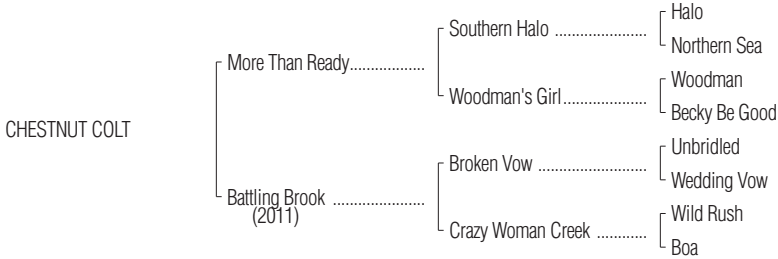 Halo
Southern Halo .....................
Northern Sea
More Than Ready..................
Woodman
Woodman's Girl...................
Becky Be Good
CHESTNUT COLT
Unbridled
Broken Vow .........................
Wedding Vow
Battling Brook .....................
(2011)
Wild Rush
Crazy Woman Creek ............
Boa